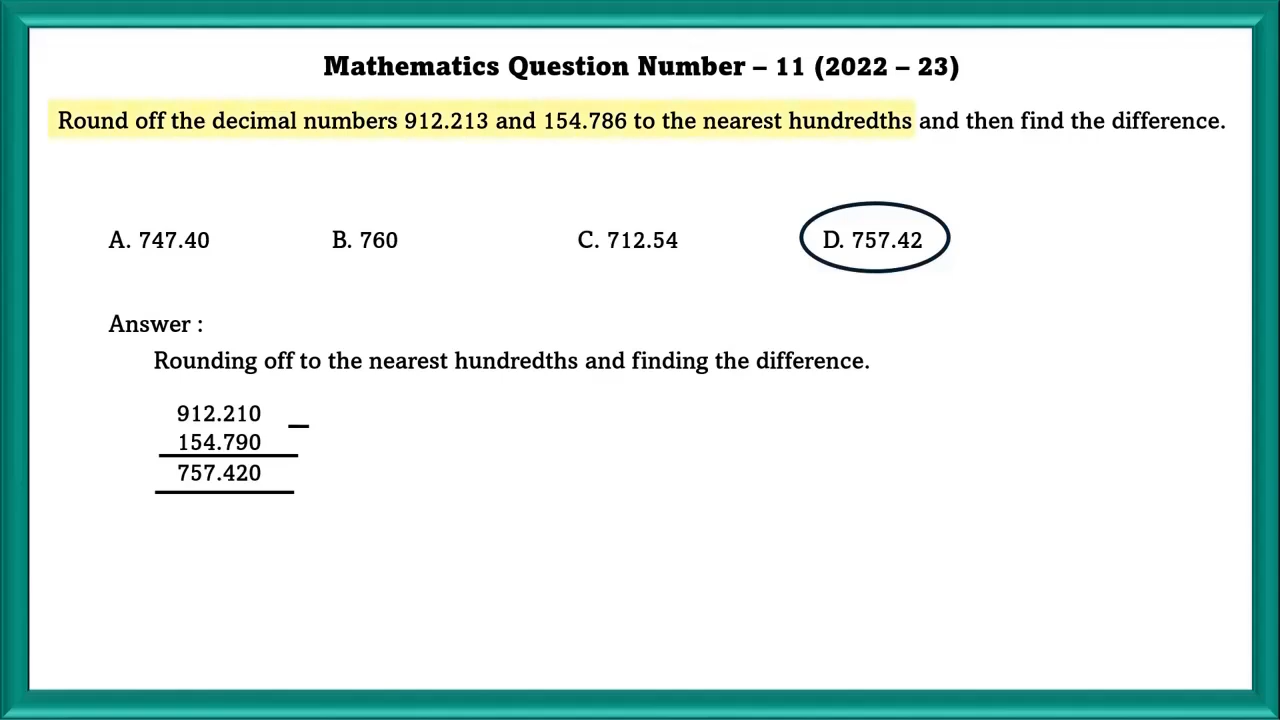 Mathematics Question Number – 11 (2022 – 23)
Round off the decimal numbers 912.213 and 154.786 to the nearest hundredths and then find the difference.
A. 747.40 B. 760 C. 712.54 D. 757.42
Answer :
Rounding off to the nearest hundredths and finding the difference.
912.210 –
154.790
757.420